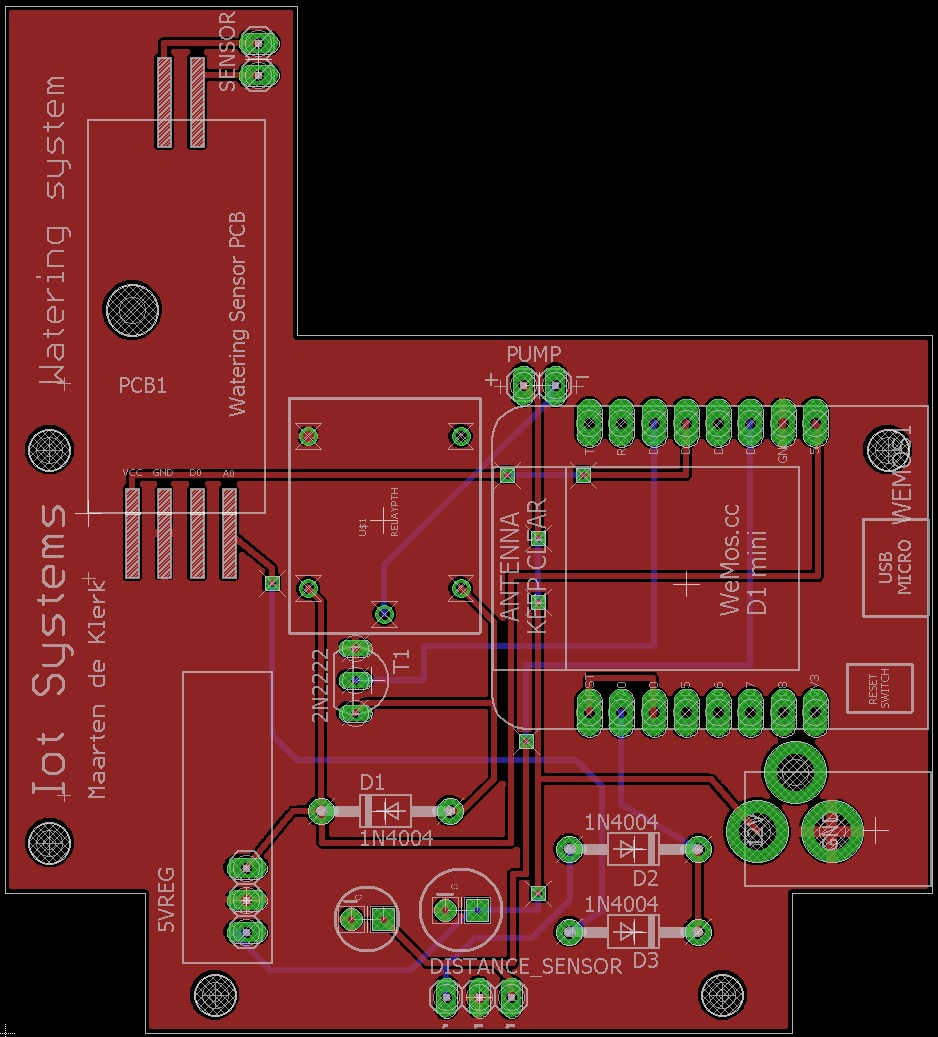 SENSOR
Watering system
Watering Sensor PCB
PCB1
VCC
GND
D0
A0
Iot Systems
Maarten de Klerk
PUMP
+
-
U$1
RELAYPTH
2N2222
T1
ANTENNA
KEEP CLEAR
WeMos.cc
D1 mini
WEMOS1
USB
MICRO
RESET
SWITCH
D1
1N4004
5VREG
1N4004
D2
1N4004
D3
12V
GND
DISTANCE_SENSOR